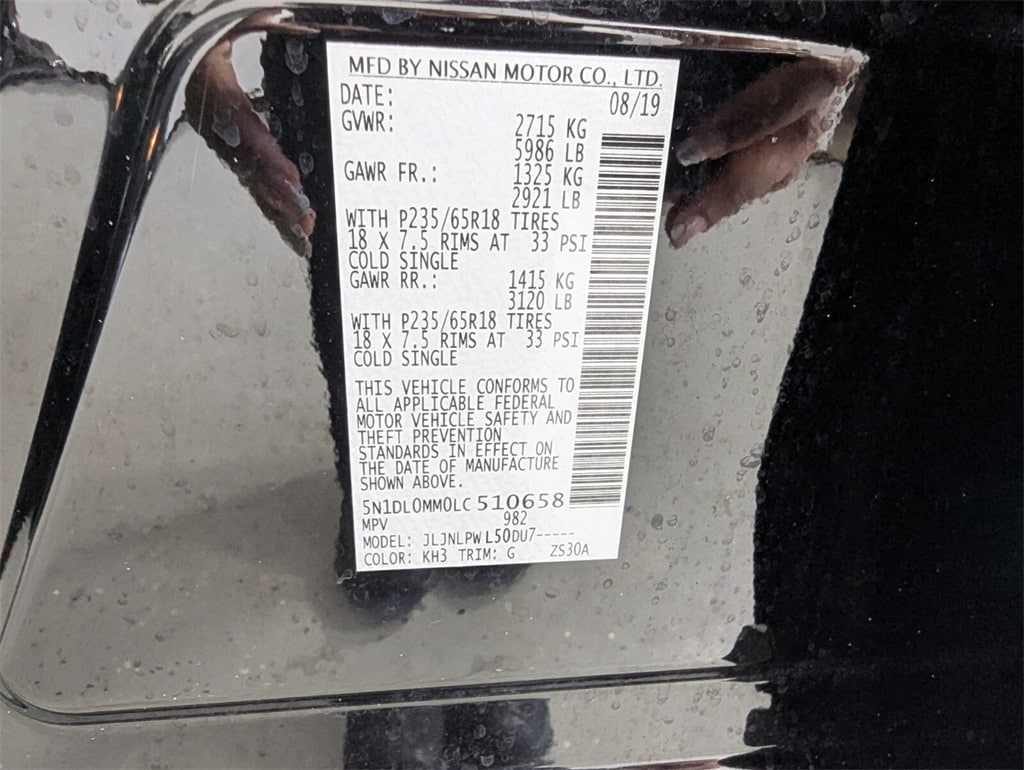 MFD BY NISSAN MOTOR CO., LTD.
DATE: 08/19
GVWR: 2715 KG
5986 LB
GAWR FR.: 1325 KG
2921 LB
WITH P235/65R18 TIRES
18 X 7.5 RIMS AT 33 PSI
COLD SINGLE
GAWR RR.: 1415 KG
3120 LB
WITH P235/65R18 TIRES
18 X 7.5 RIMS AT 33 PSI
COLD SINGLE
THIS VEHICLE CONFORMS TO
ALL APPLICABLE FEDERAL
MOTOR VEHICLE SAFETY AND
THEFT PREVENTION
STANDARDS IN EFFECT ON
THE DATE OF MANUFACTURE
SHOWN ABOVE.
5N1DL0MM0LC510658
MPV 982
MODEL: JLJNLPWL50DU7-----
COLOR: KH3 TRIM: G ZS30A